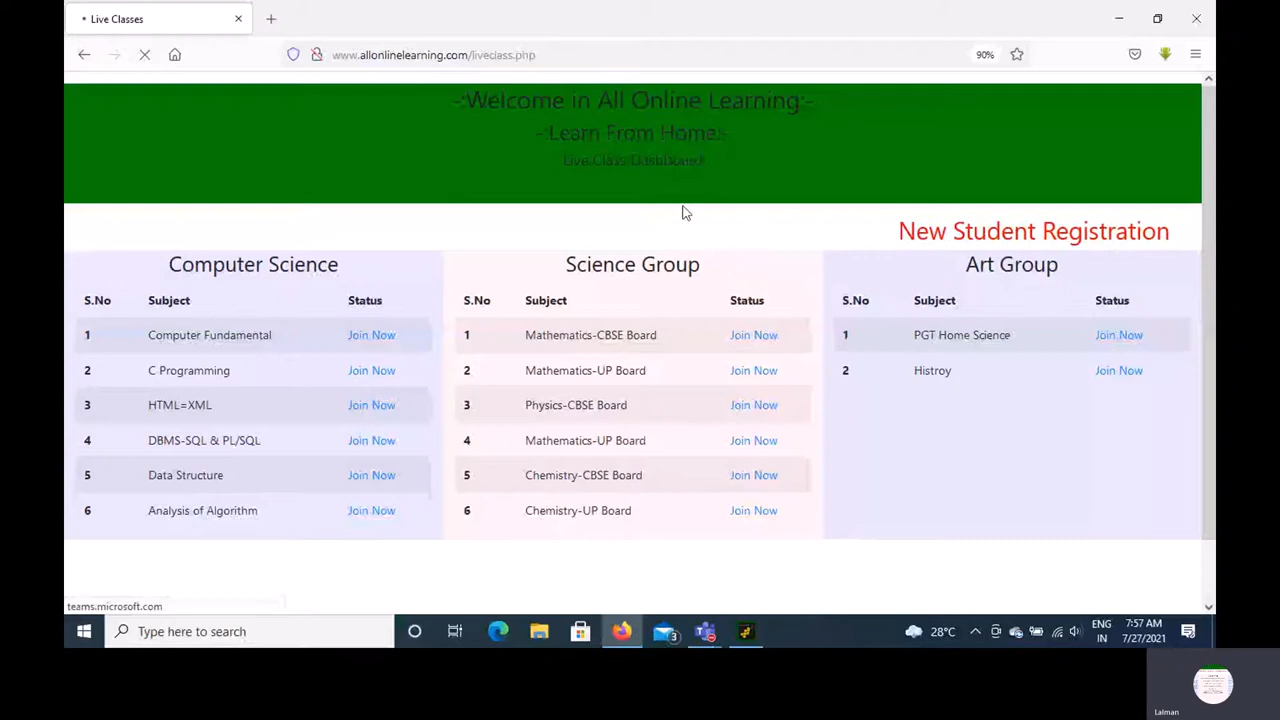 Live Classes
www.allonlinelearning.com/liveclass.php
90%
-:Welcome in All Online Learning:-
-:Learn From Home:-
Live Class Dashboard
New Student Registration
Computer Science
S.No Subject Status
1 Computer Fundamental Join Now
2 C Programming Join Now
3 HTML=XML Join Now
4 DBMS-SQL & PL/SQL Join Now
5 Data Structure Join Now
6 Analysis of Algorithm Join Now
Science Group
S.No Subject Status
1 Mathematics-CBSE Board Join Now
2 Mathematics-UP Board Join Now
3 Physics-CBSE Board Join Now
4 Mathematics-UP Board Join Now
5 Chemistry-CBSE Board Join Now
6 Chemistry-UP Board Join Now
Art Group
S.No Subject Status
1 PGT Home Science Join Now
2 Histroy Join Now
teams.microsoft.com
Type here to search
3
28°C
ENG
IN
7:57 AM
7/27/2021
Lalman